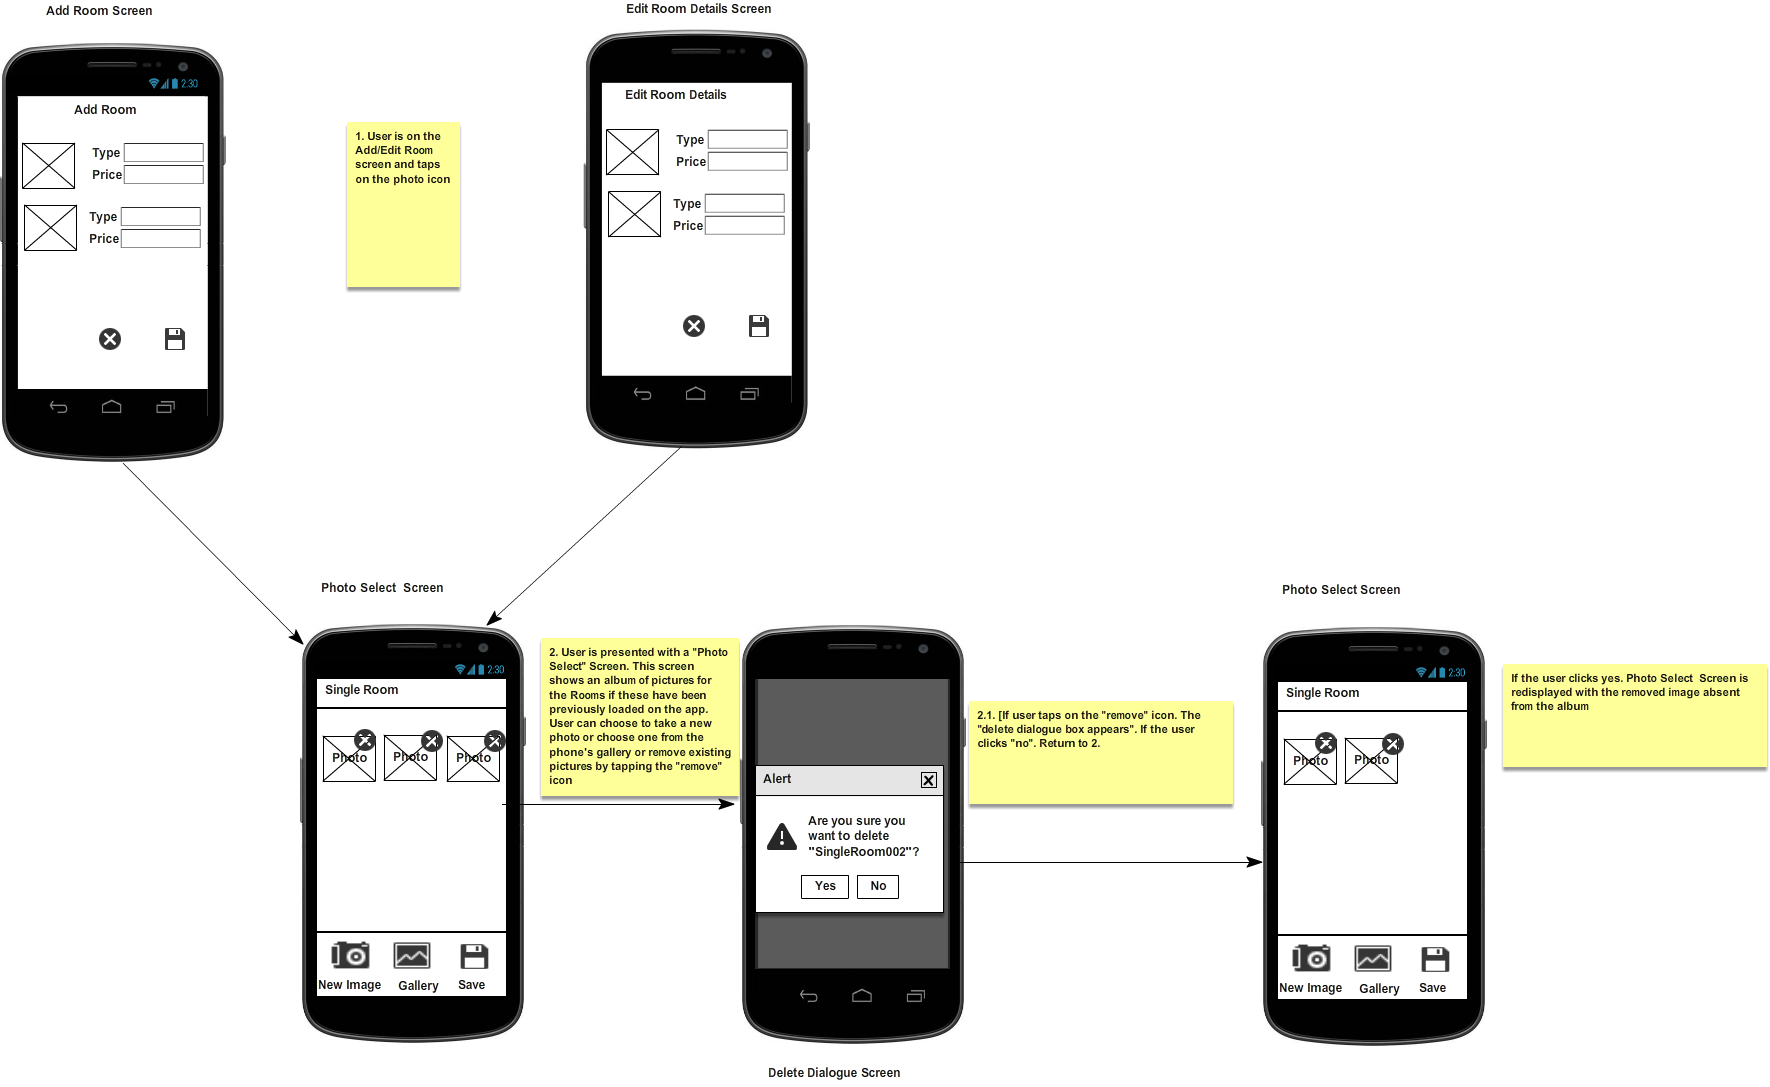 Add Room Screen
Edit Room Details Screen
2:30
Add Room
Type
Price
Type
Price
1. User is on the
Add/Edit Room
screen and taps
on the photo icon
Edit Room Details
Type
Price
Type
Price
Photo Select  Screen
2:30
Single Room
Photo
Photo
Photo
New Image
Gallery
Save
2. User is presented with a "Photo
Select" Screen. This screen
shows an album of pictures for
the Rooms if these have been
previously loaded on the app.
User can choose to take a new
photo or choose one from the
phone's gallery or remove existing
pictures by tapping the "remove"
icon
Alert
Are you sure you
want to delete
"SingleRoom002"?
Yes
No
Delete Dialogue Screen
2.1. [If user taps on the "remove" icon. The
"delete dialogue box appears". If the user
clicks "no". Return to 2.
Photo Select Screen
2:30
Single Room
Photo
Photo
New Image
Gallery
Save
If the user clicks yes. Photo Select  Screen is
redisplayed with the removed image absent
from the album